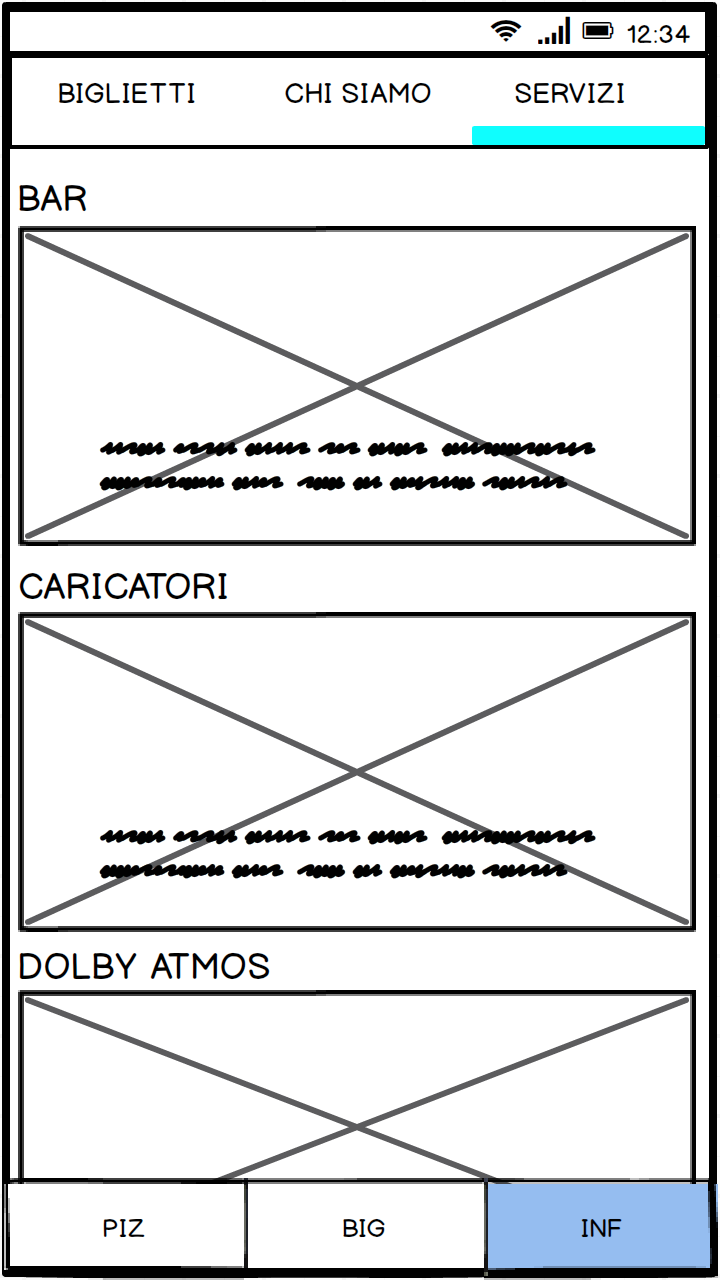 12:34
BIGLIETTI CHI SIAMO SERVIZI
BAR
CARICATORI
DOLBY ATMOS
PIZ BIG INF